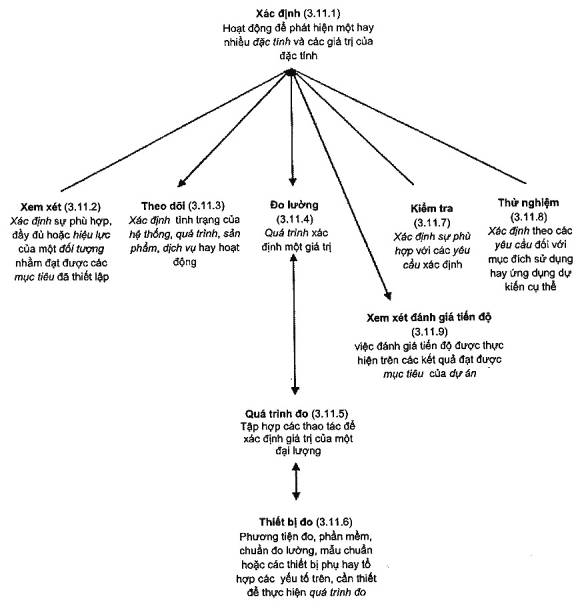 Xác định (3.11.1)
Hoạt động để phát hiện một hay
nhiều đặc tính và các giá trị của
đặc tính
Xem xét (3.11.2)
Xác định sự phù hợp,
đầy đủ hoặc hiệu lực
của một đối tượng
nhằm đạt được các
mục tiêu đã thiết lập
Theo dõi (3.11.3)
Xác định tình trạng của
hệ thống, quá trình, sản
phẩm, dịch vụ hay hoạt
động
Đo lường
(3.11.4)
Quá trình xác
định một giá trị
Kiểm tra
(3.11.7)
Xác định sự phù
hợp với các yêu
cầu xác định
Thử nghiệm
(3.11.8)
Xác định theo các
yêu cầu đối với
mục đích sử dụng
hay ứng dụng dự
kiến cụ thể
Xem xét đánh giá tiến độ
(3.11.9)
việc đánh giá tiến độ được thực
hiện trên các kết quả đạt được
mục tiêu của dự án
Quá trình đo (3.11.5)
Tập hợp các thao tác để
xác định giá trị của một
đại lượng
Thiết bị đo (3.11.6)
Phương tiện đo, phần mềm,
chuẩn đo lường, mẫu chuẩn
hoặc các thiết bị phụ hay tổ
hợp các yếu tố trên, cần thiết
để thực hiện quá trình đo